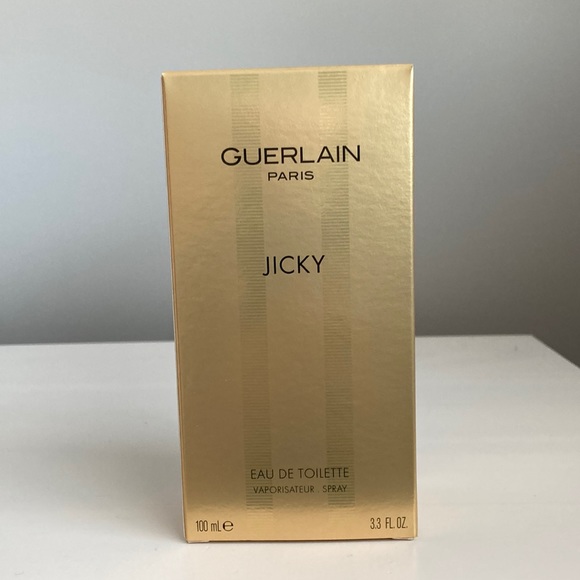 GUERLAIN
PARIS
JICKY
EAU DE TOILETTE
VAPORISATEUR . SPRAY
100 mL e 3.3 FL. OZ.